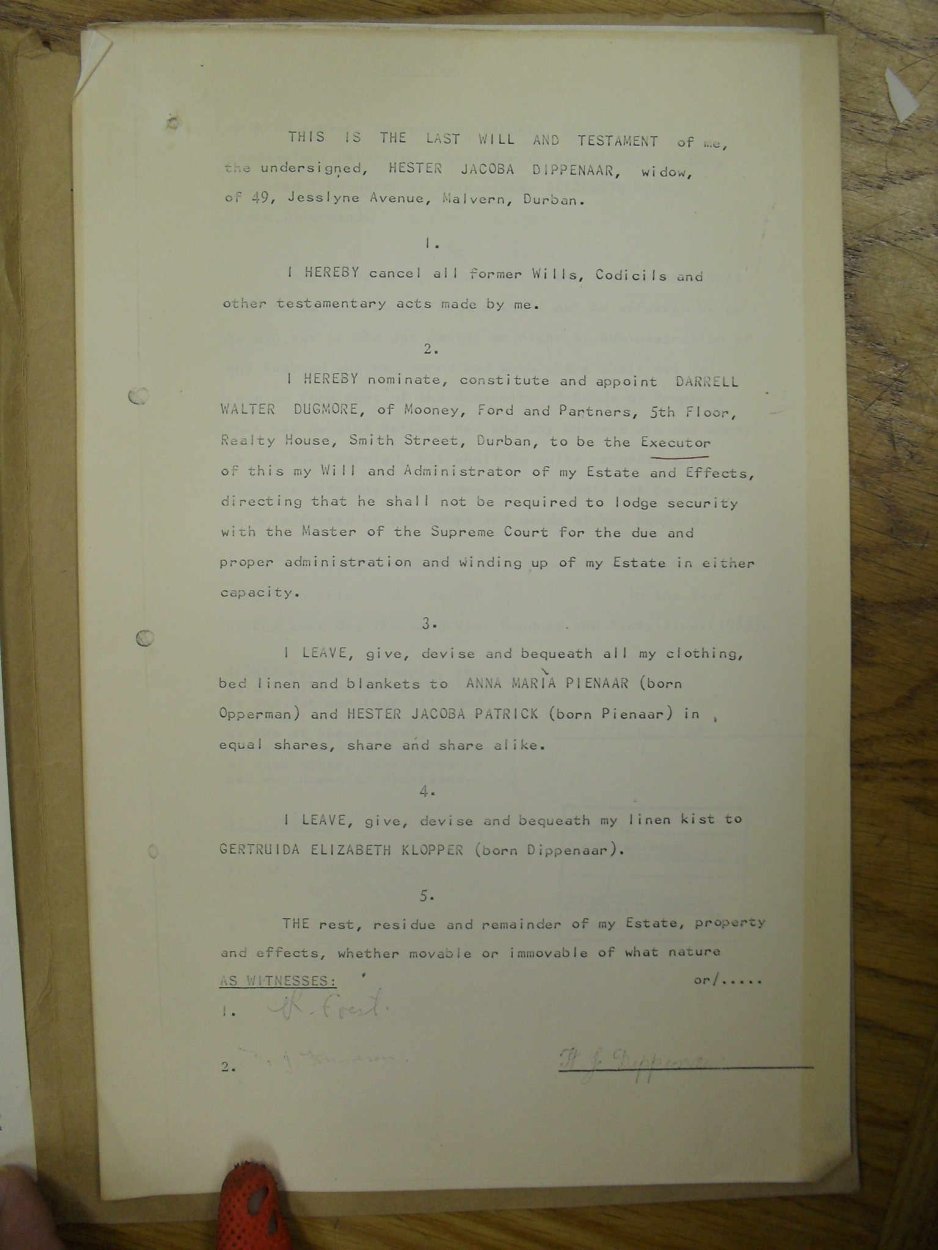 THIS IS THE LAST WILL AND TESTAMENT of me,
the undersigned, HESTER JACOBA DIPPENAAR, widow,
of 49, Jesslyne Avenue, Malvern, Durban.
1.
I HEREBY cancel all former Wills, Codicils and
other testamentary acts made by me.
2.
I HEREBY nominate, constitute and appoint DARRELL
WALTER DUGMORE, of Mooney, Ford and Partners, 5th Floor,
Realty House, Smith Street, Durban, to be the Executor
of this my Will and Administrator of my Estate and Effects,
directing that he shall not be required to lodge security
with the Master of the Supreme Court for the due and
proper administration and winding up of my Estate in either
capacity.
3.
I LEAVE, give, devise and bequeath all my clothing,
bed linen and blankets to ANNA MARIA PIENAAR (born
Opperman) and HESTER JACOBA PATRICK (born Pienaar) in
equal shares, share and share alike.
4.
I LEAVE, give, devise and bequeath my linen kist to
GERTRUIDA ELIZABETH KLOPPER (born Dippenaar).
5.
THE rest, residue and remainder of my Estate, property
and effects, whether movable or immovable of what nature
AS WITNESSES: or/.....
1.
2. H J Dippenaar